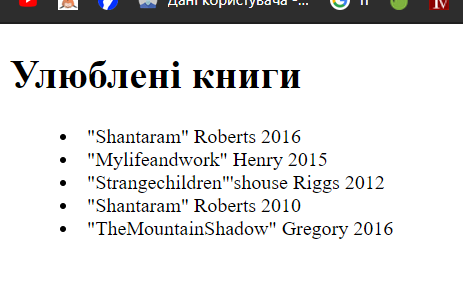 Дані користувача -...
Улюблені книги
"Shantaram" Roberts 2016
"Mylifeandwork" Henry 2015
"Strangechildren"'shouse Riggs 2012
"Shantaram" Roberts 2010
"TheMountainShadow" Gregory 2016